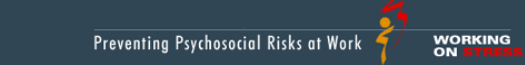 Preventing Psychosocial Risks at Work
WORKING
ON STRESS